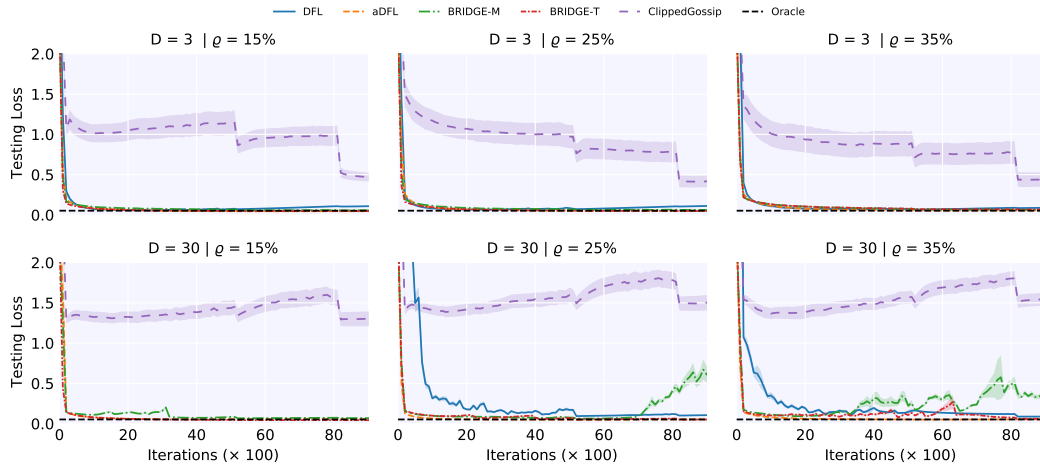 DFL aDFL BRIDGE-M BRIDGE-T ClippedGossip Oracle
D = 3 | ϱ = 15% D = 3 | ϱ = 25% D = 3 | ϱ = 35%
2.0
1.5
1.0
0.5
0.0
Testing Loss
D = 30 | ϱ = 15% D = 30 | ϱ = 25% D = 30 | ϱ = 35%
2.0
1.5
1.0
0.5
0.0
Testing Loss
0 20 40 60 80 0 20 40 60 80 0 20 40 60 80
Iterations (× 100) Iterations (× 100) Iterations (× 100)